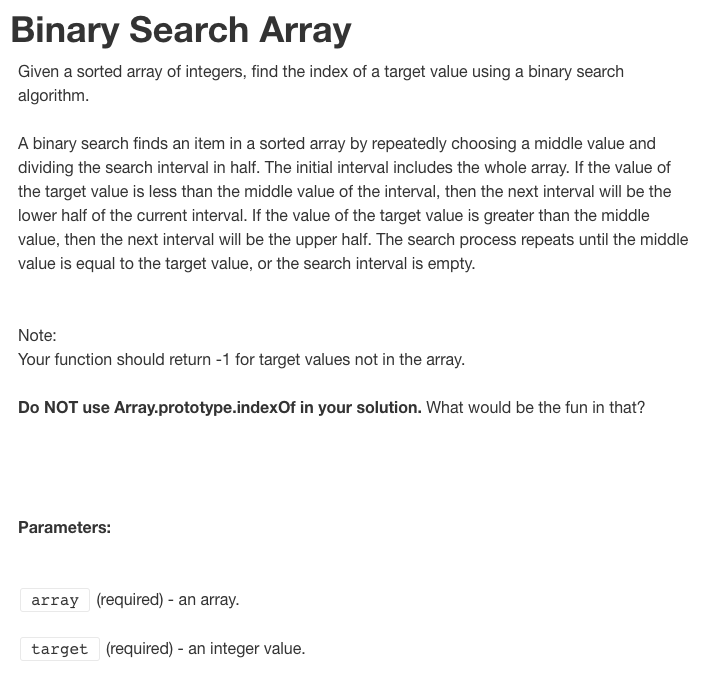 Binary Search Array
Given a sorted array of integers, find the index of a target value using a binary search
algorithm.
A binary search finds an item in a sorted array by repeatedly choosing a middle value and
dividing the search interval in half. The initial interval includes the whole array. If the value of
the target value is less than the middle value of the interval, then the next interval will be the
lower half of the current interval. If the value of the target value is greater than the middle
value, then the next interval will be the upper half. The search process repeats until the middle
value is equal to the target value, or the search interval is empty.
Note:
Your function should return -1 for target values not in the array.
Do NOT use Array.prototype.indexOf in your solution. What would be the fun in that?
Parameters:
array (required) - an array.
target (required) - an integer value.